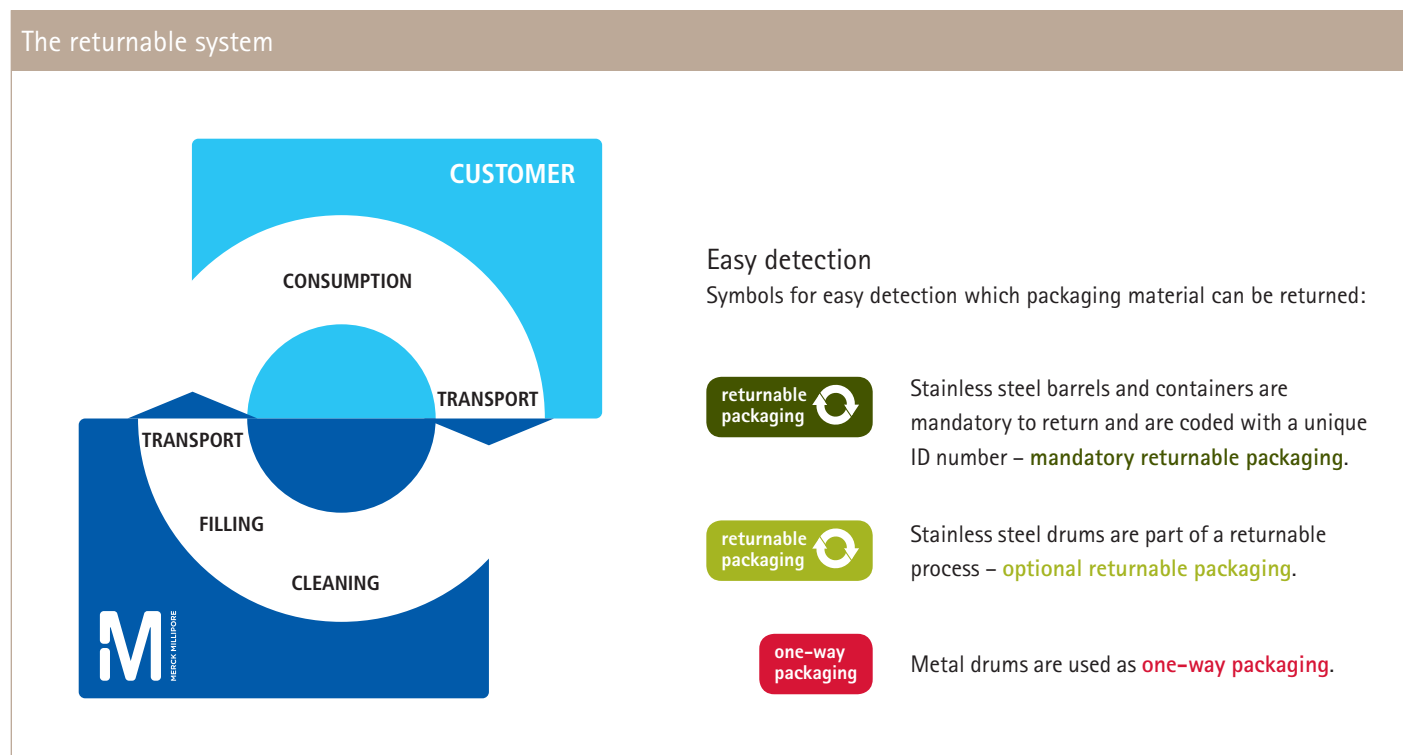 The returnable system
CUSTOMER
CONSUMPTION
TRANSPORT
TRANSPORT
FILLING
CLEANING
M
MERCK MILLIPORE
Easy detection
Symbols for easy detection which packaging material can be returned:
returnable
packaging
Stainless steel barrels and containers are
mandatory to return and are coded with a unique
ID number – mandatory returnable packaging.
returnable
packaging
Stainless steel drums are part of a returnable
process – optional returnable packaging.
one-way
packaging
Metal drums are used as one-way packaging.